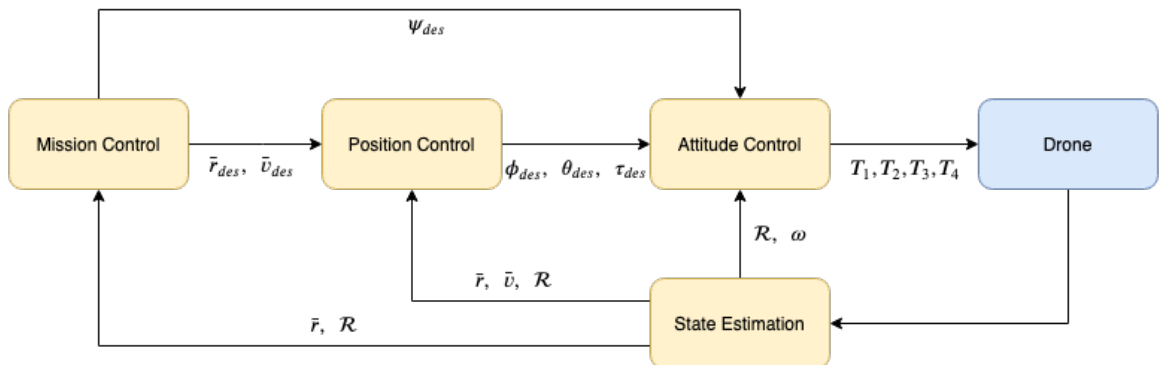 Ψ_des
Mission Control
Position Control
Attitude Control
Drone
r̄_des, v̄_des
ϕ_des, θ_des, τ_des
T_1, T_2, T_3, T_4
ℛ, ω
r̄, v̄, ℛ
r̄, ℛ
State Estimation